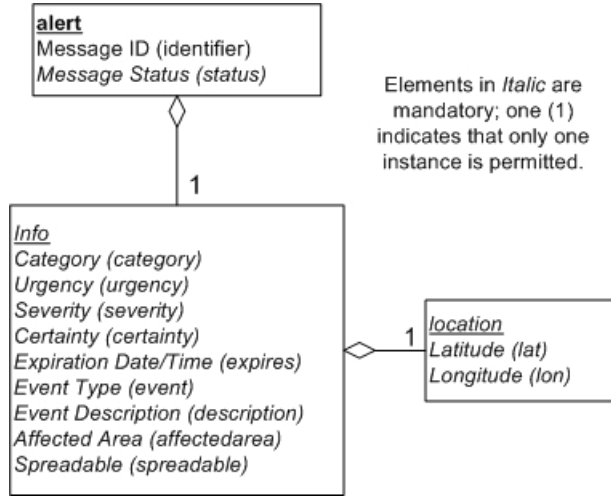 alert
Message ID (identifier)
Message Status (status)
Elements in Italic are
mandatory; one (1)
indicates that only one
instance is permitted.
1
Info
Category (category)
Urgency (urgency)
Severity (severity)
Certainty (certainty)
Expiration Date/Time (expires)
Event Type (event)
Event Description (description)
Affected Area (affectedarea)
Spreadable (spreadable)
1
location
Latitude (lat)
Longitude (lon)